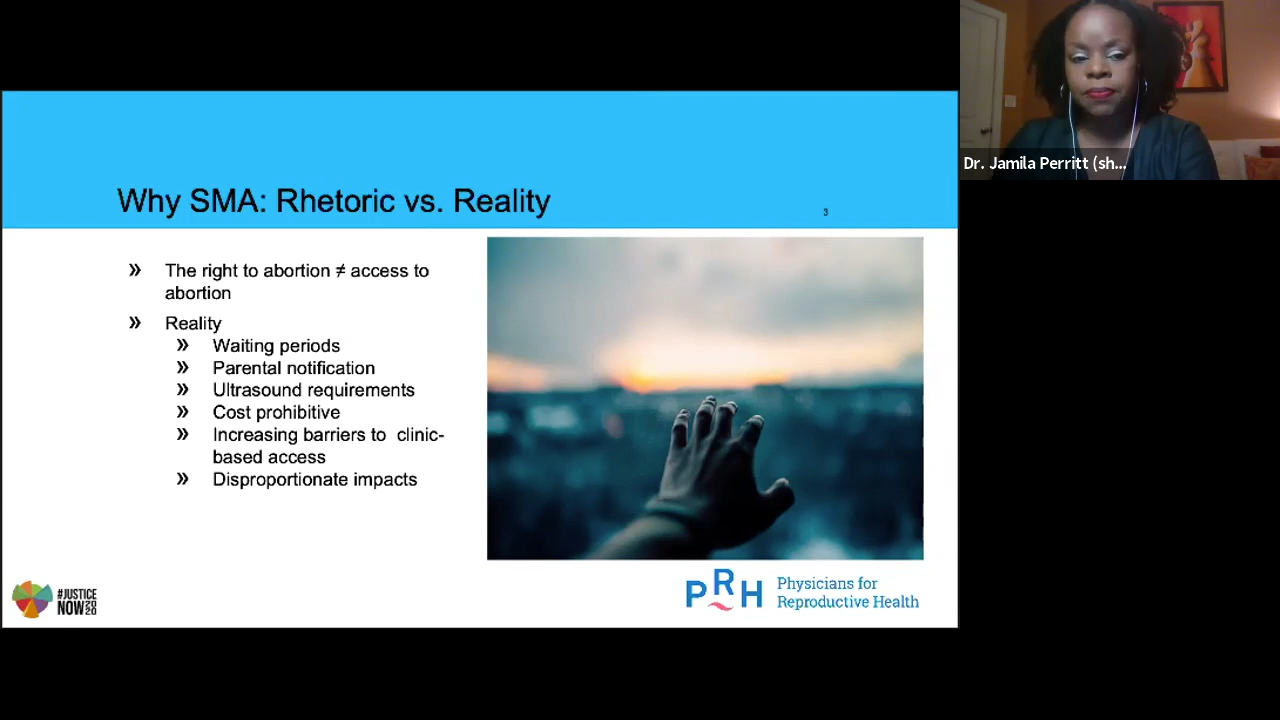 Why SMA: Rhetoric vs. Reality
3
» The right to abortion ≠ access to
abortion
» Reality
» Waiting periods
» Parental notification
» Ultrasound requirements
» Cost prohibitive
» Increasing barriers to clinic-
based access
» Disproportionate impacts
#JUSTICE
NOW2020
PRH
Physicians for
Reproductive Health
Dr. Jamila Perritt (sh...